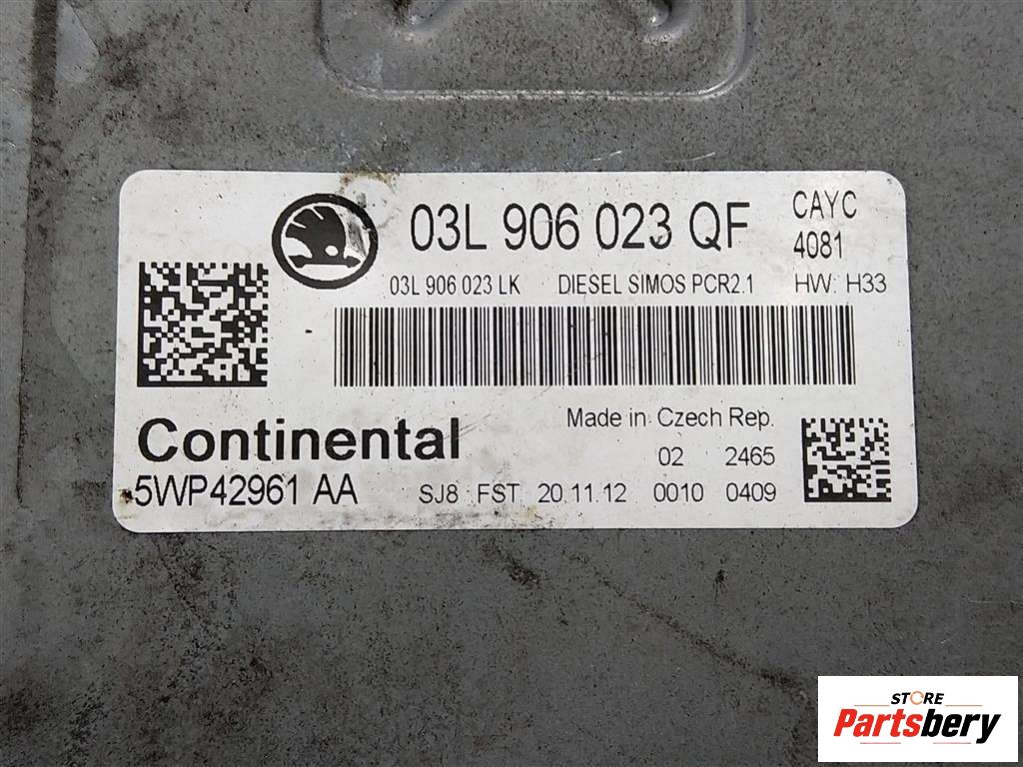 03L 906 023 QF
CAYC
4081
03L 906 023 LK DIESEL SIMOS PCR2.1 HW: H33
Continental
Made in Czech Rep.
02 2465
5WP42961 AA SJ8 FST 20.11.12 0010 0409
STORE
Partsbery